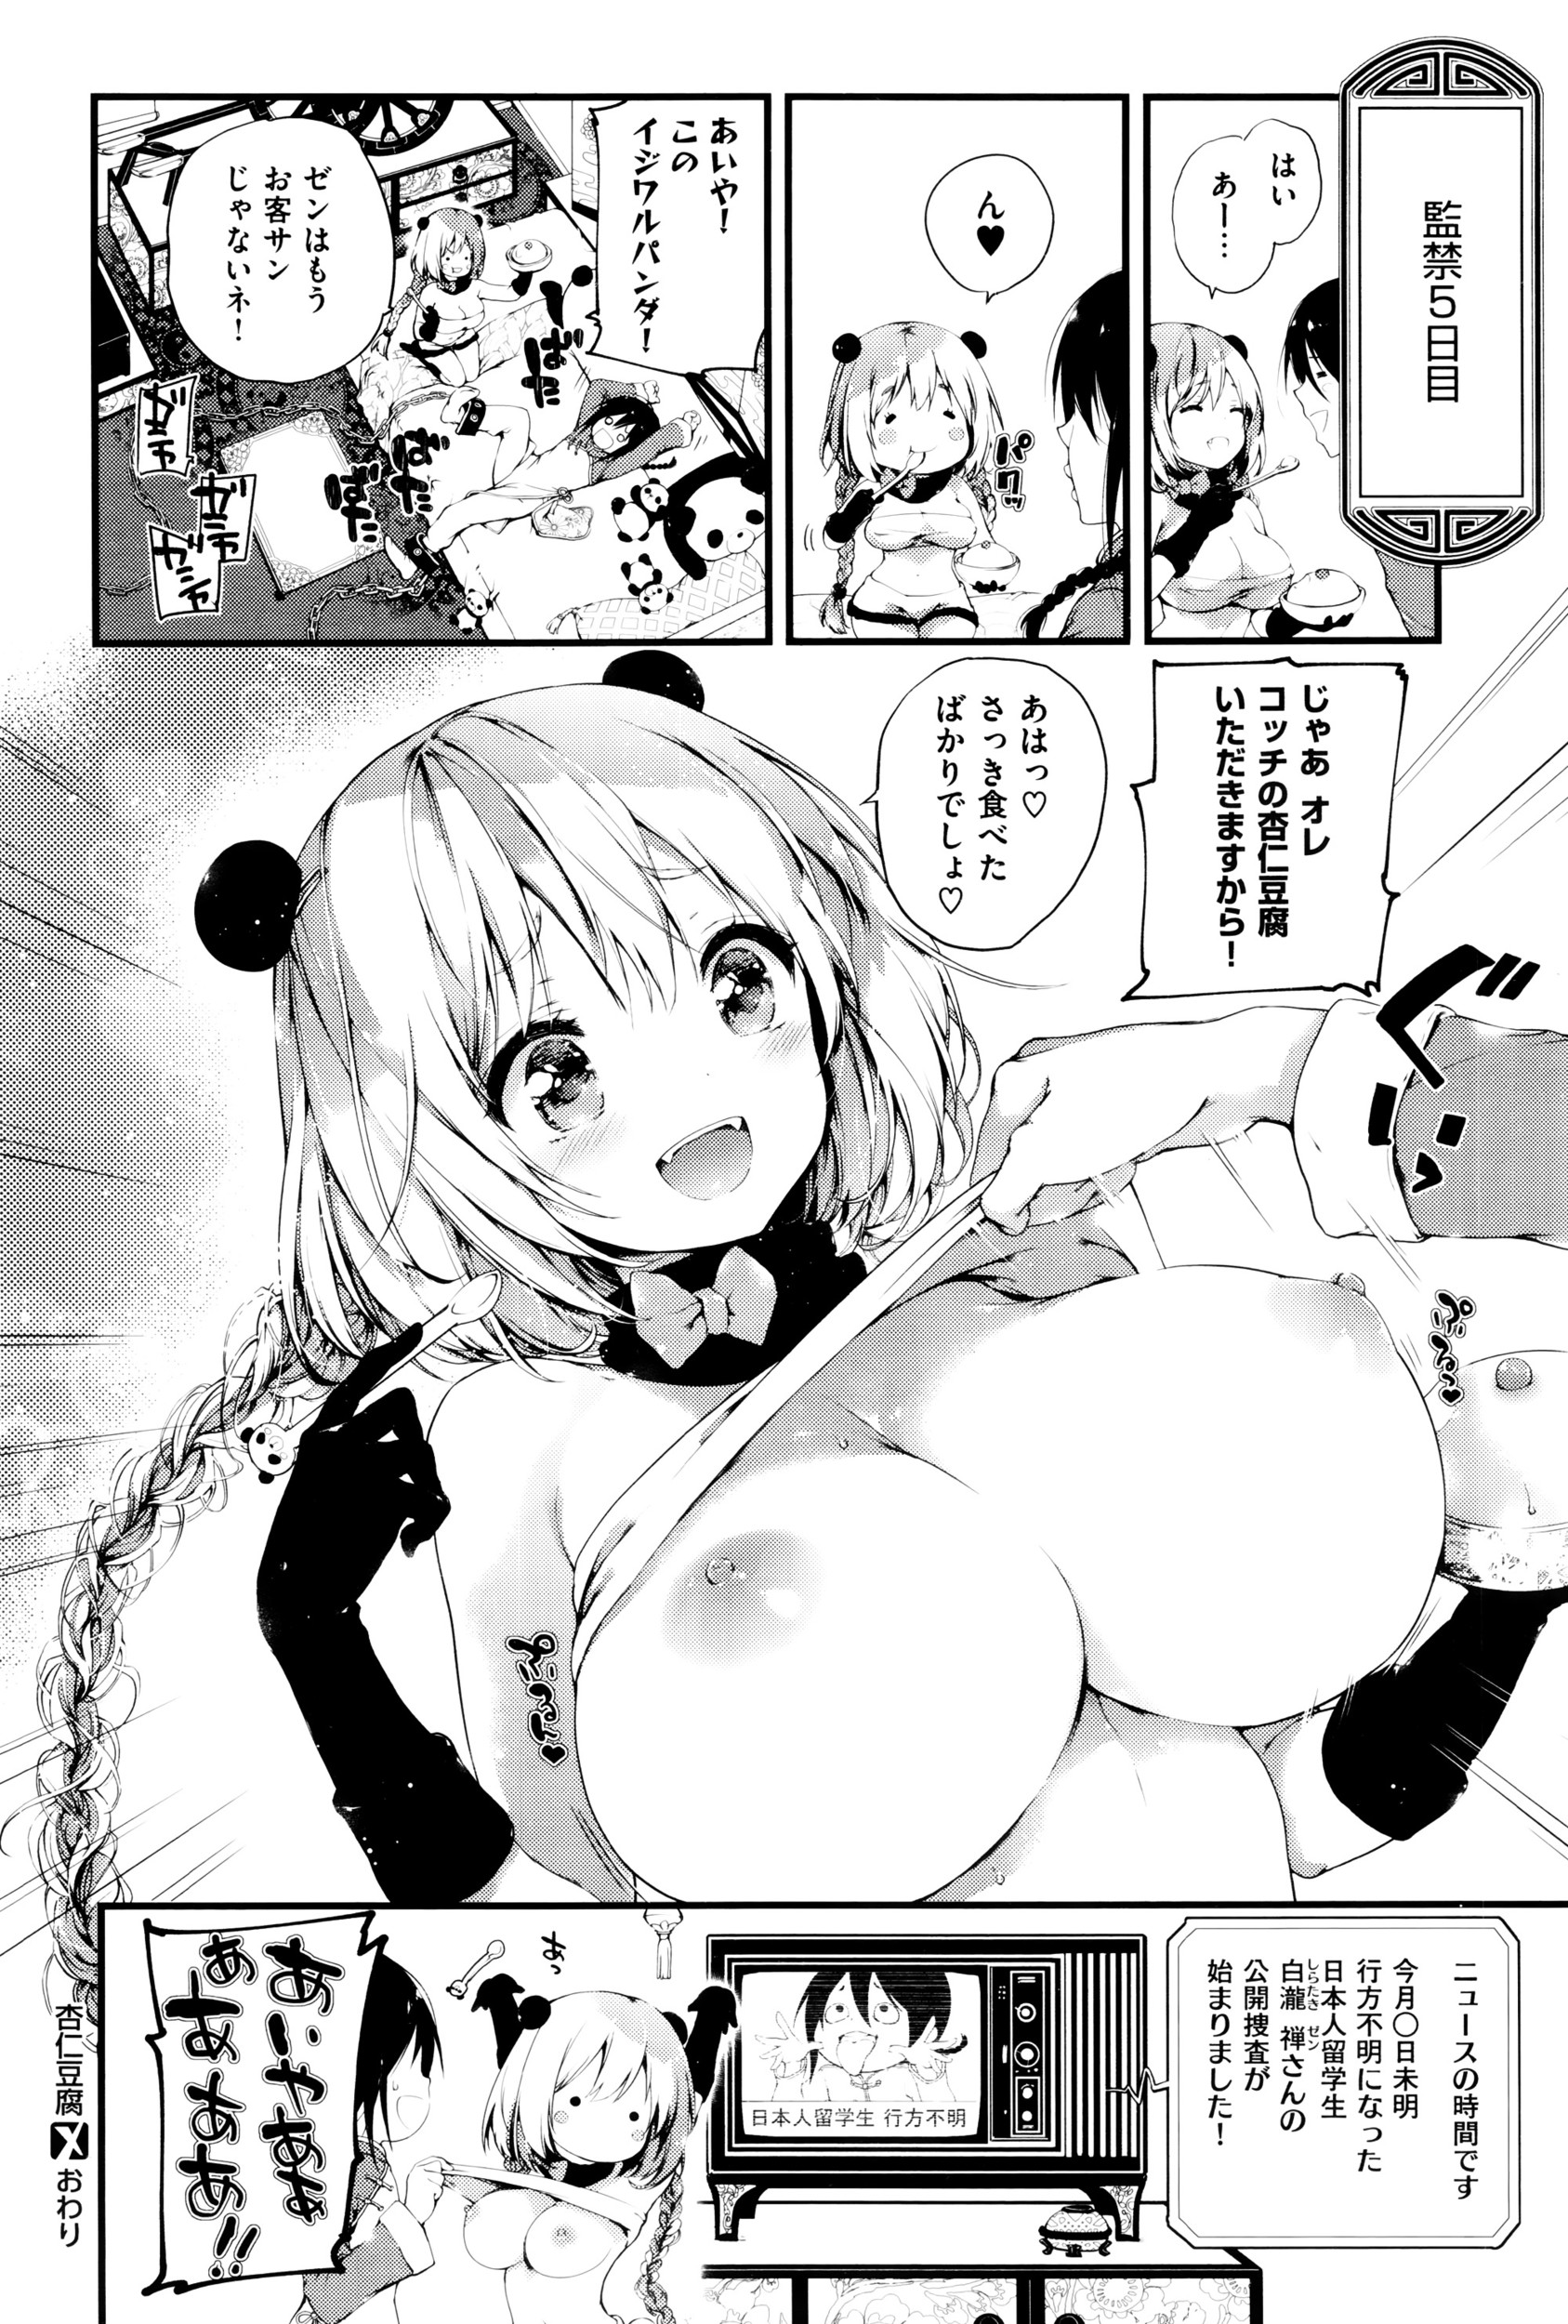 監禁5日目
はい
あー…
ん♥
パクッ
あいや！
この
イジワルパンダ！
ゼンはもう
お客サン
じゃないネ！
ばた
ばた
ばた
ガチャ
ガチャ
ガシャ
じゃあ オレ
コッチの杏仁豆腐
いただきますから！
あはっ♡
さっき食べた
ばかりでしょ♡
ぐいっ
ぷるっ♥
ぷるん♥
ニュースの時間です
今月〇日未明
行方不明になった
日本人留学生
白瀧 禅さんの
しらたき ゼン
公開捜査が
始まりました！
日本人留学生 行方不明
あっ
あいやあぁ
あああああ!!
杏仁豆腐 X おわり